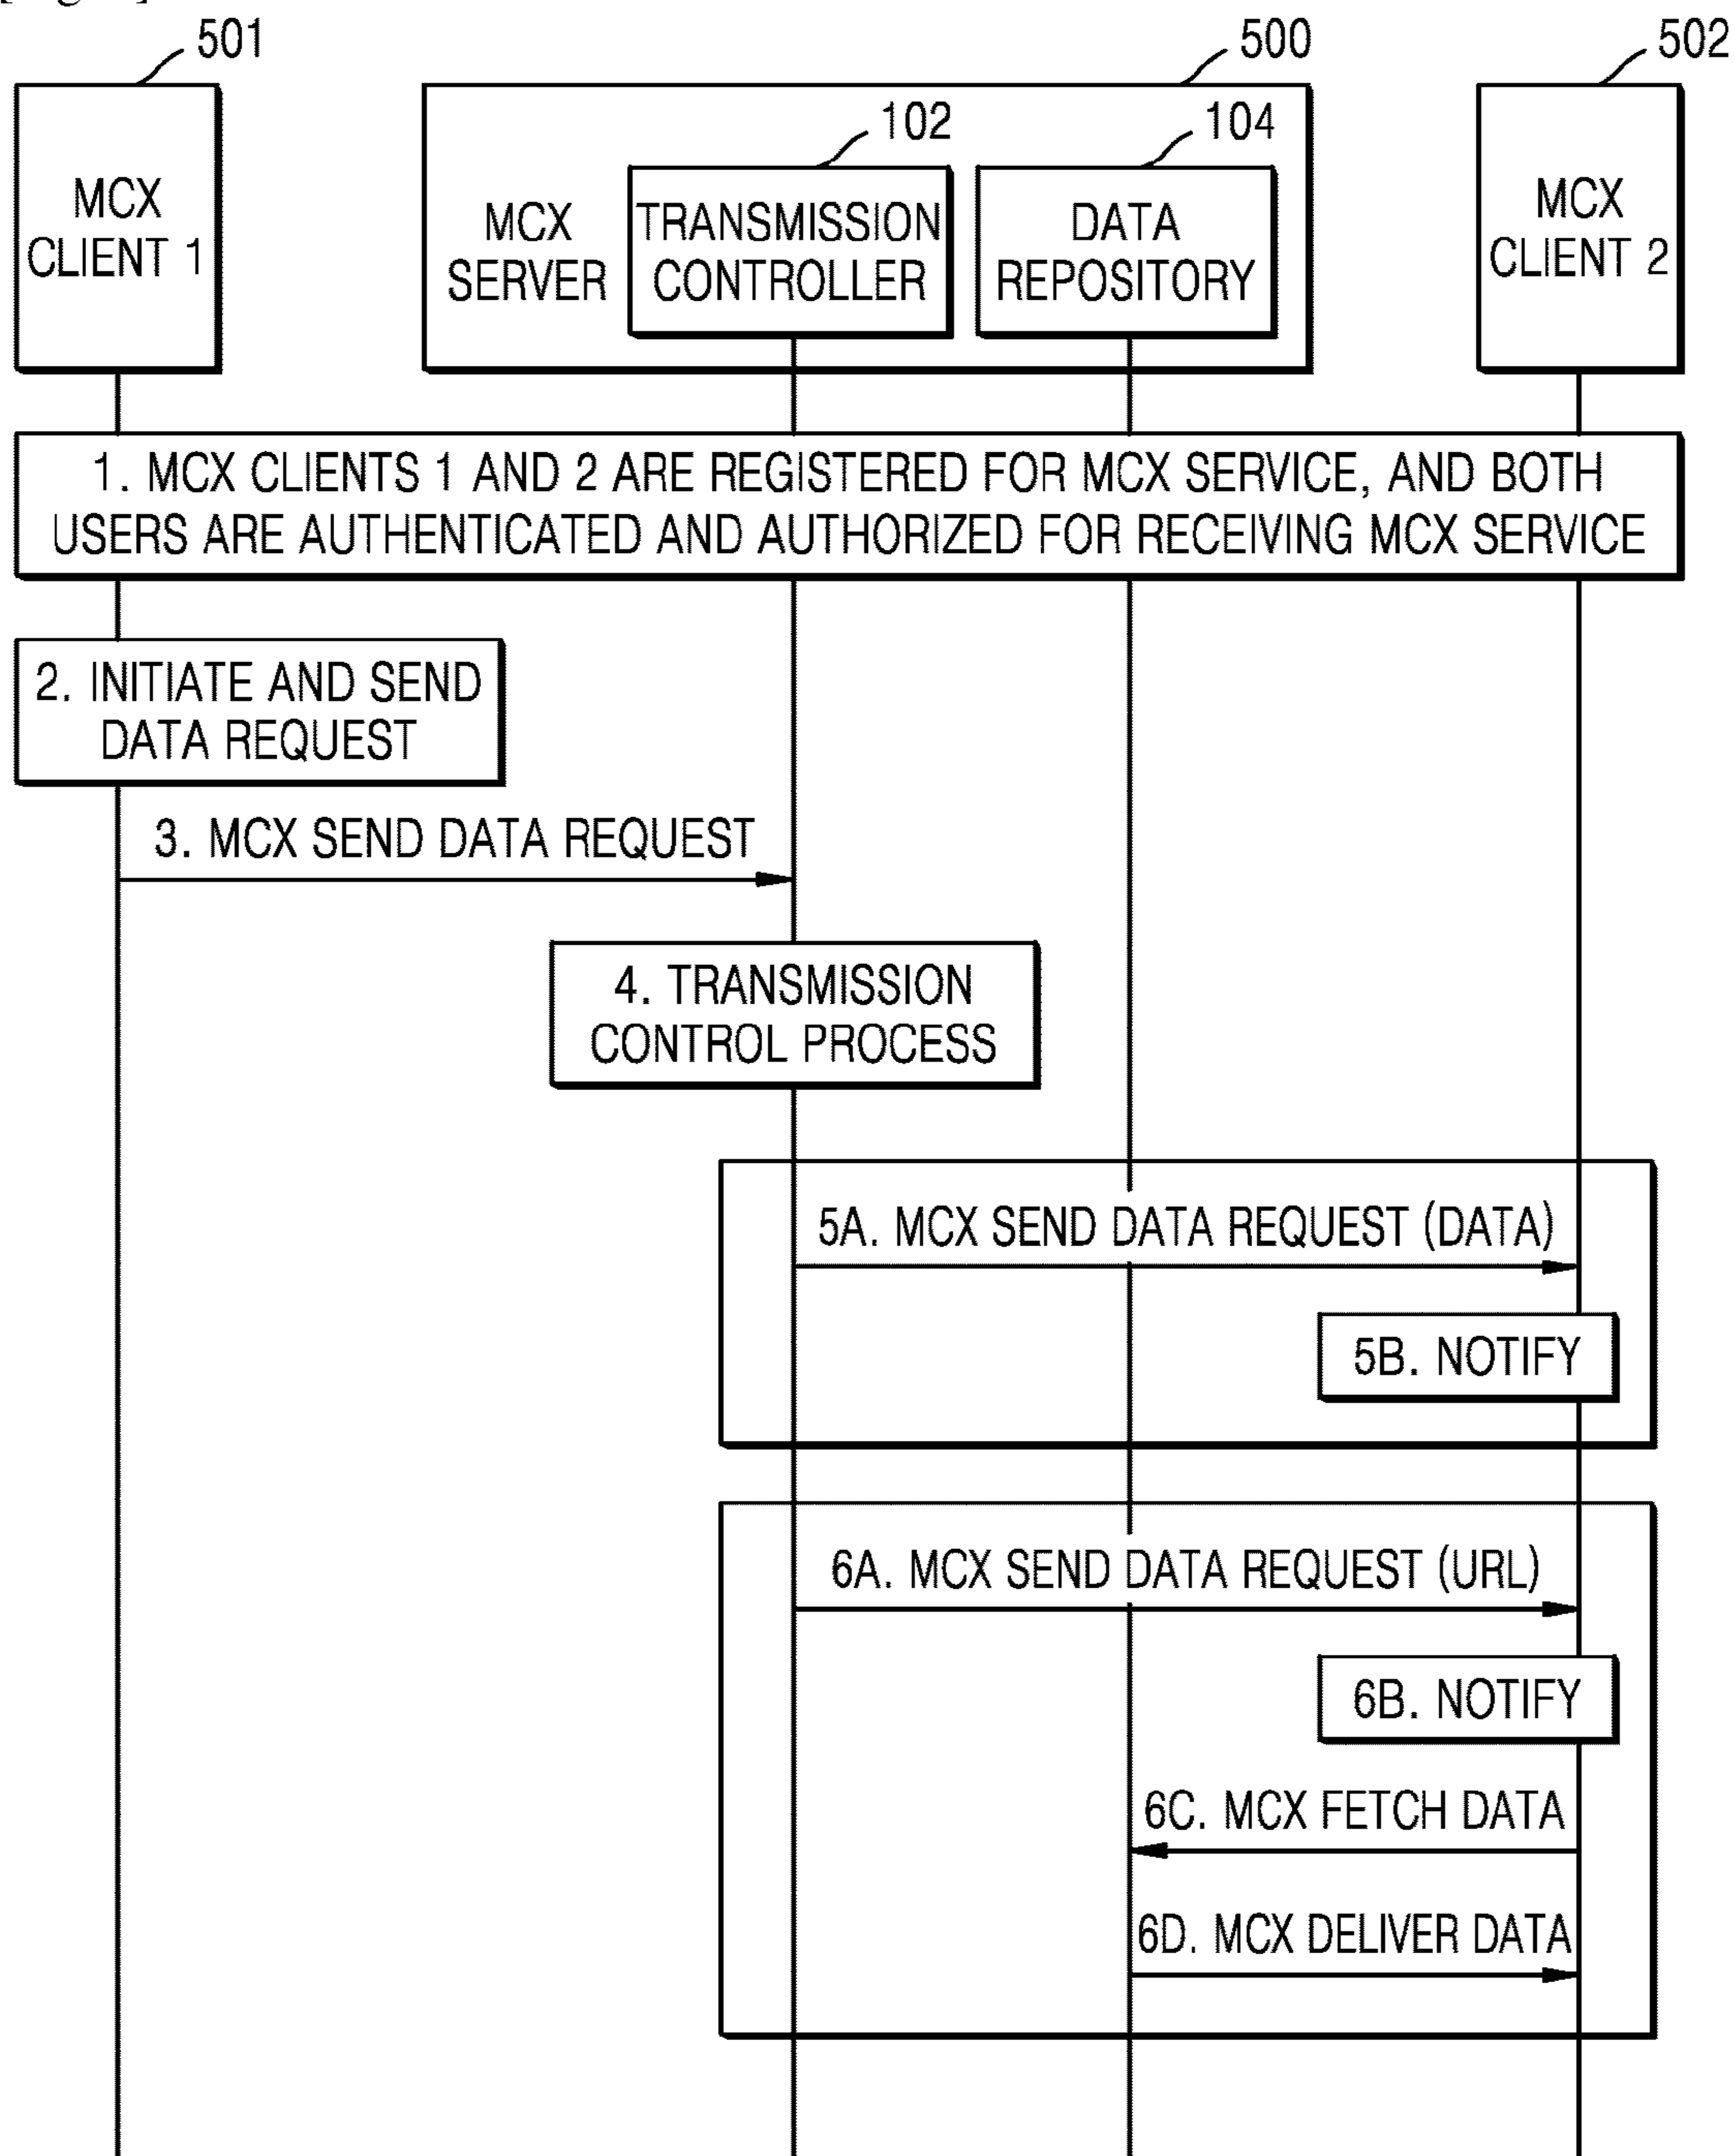 501
500
502
102
104
MCX
CLIENT 1
MCX
SERVER
TRANSMISSION
CONTROLLER
DATA
REPOSITORY
MCX
CLIENT 2
1. MCX CLIENTS 1 AND 2 ARE REGISTERED FOR MCX SERVICE, AND BOTH
USERS ARE AUTHENTICATED AND AUTHORIZED FOR RECEIVING MCX SERVICE
2. INITIATE AND SEND
DATA REQUEST
3. MCX SEND DATA REQUEST
4. TRANSMISSION
CONTROL PROCESS
5A. MCX SEND DATA REQUEST (DATA)
5B. NOTIFY
6A. MCX SEND DATA REQUEST (URL)
6B. NOTIFY
6C. MCX FETCH DATA
6D. MCX DELIVER DATA